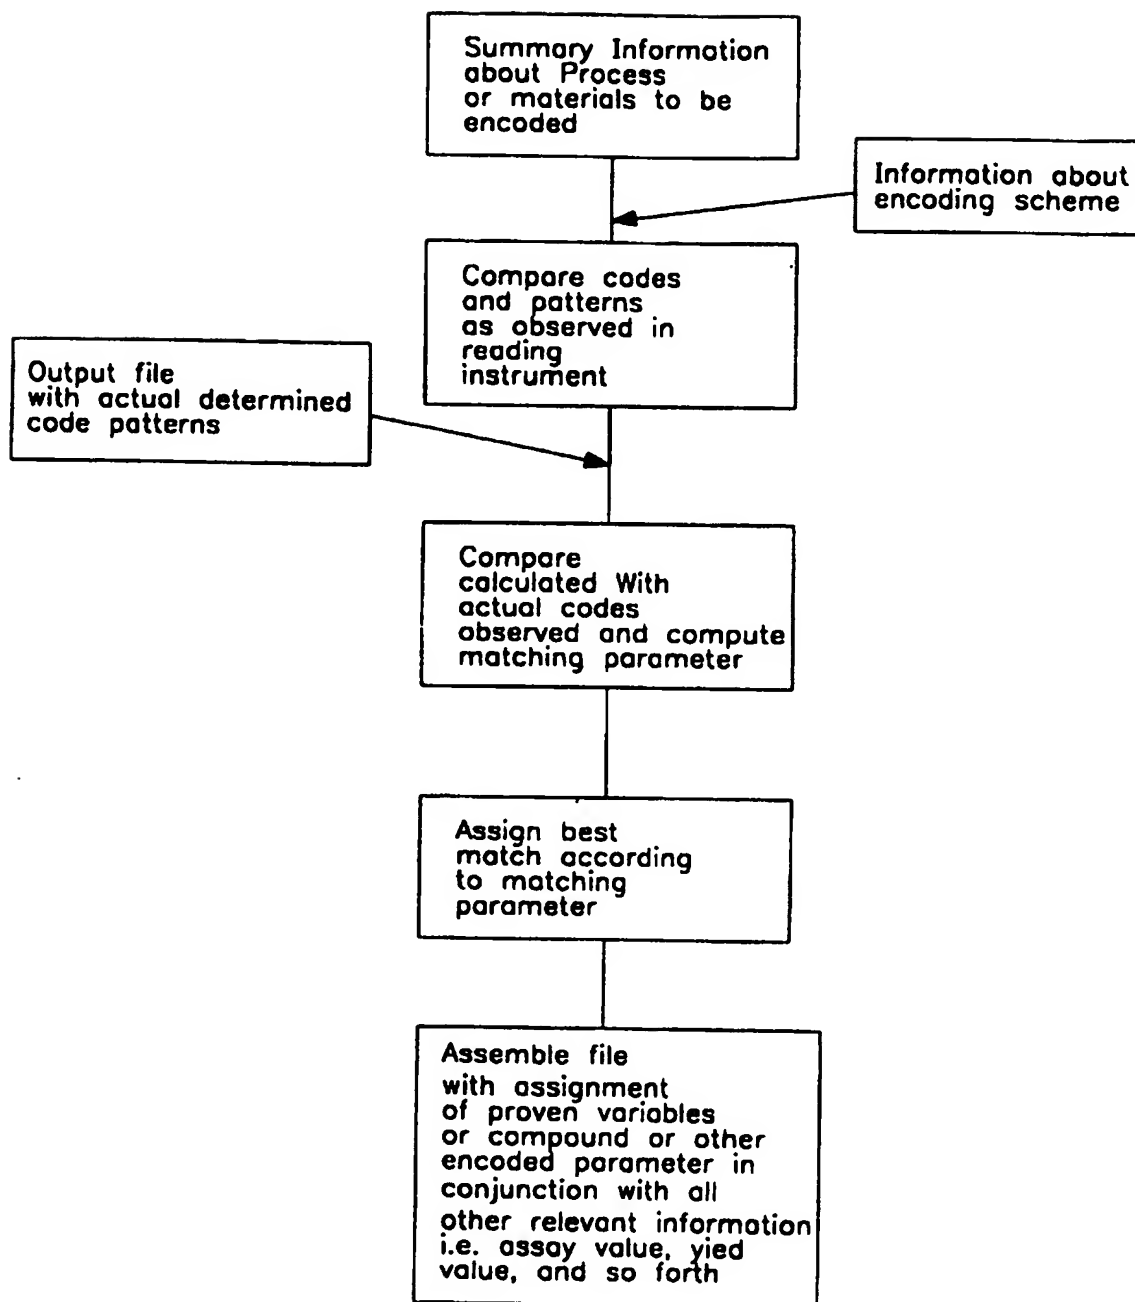 Summary Information
about Process
or materials to be
encoded
Information about
encoding scheme
Compare codes
and patterns
as observed in
reading
instrument
Output file
with actual determined
code patterns
Compare
calculated With
actual codes
observed and compute
matching parameter
Assign best
match according
to matching
parameter
Assemble file
with assignment
of proven variables
or compound or other
encoded parameter in
conjunction with all
other relevant information
i.e. assay value, yied
value, and so forth